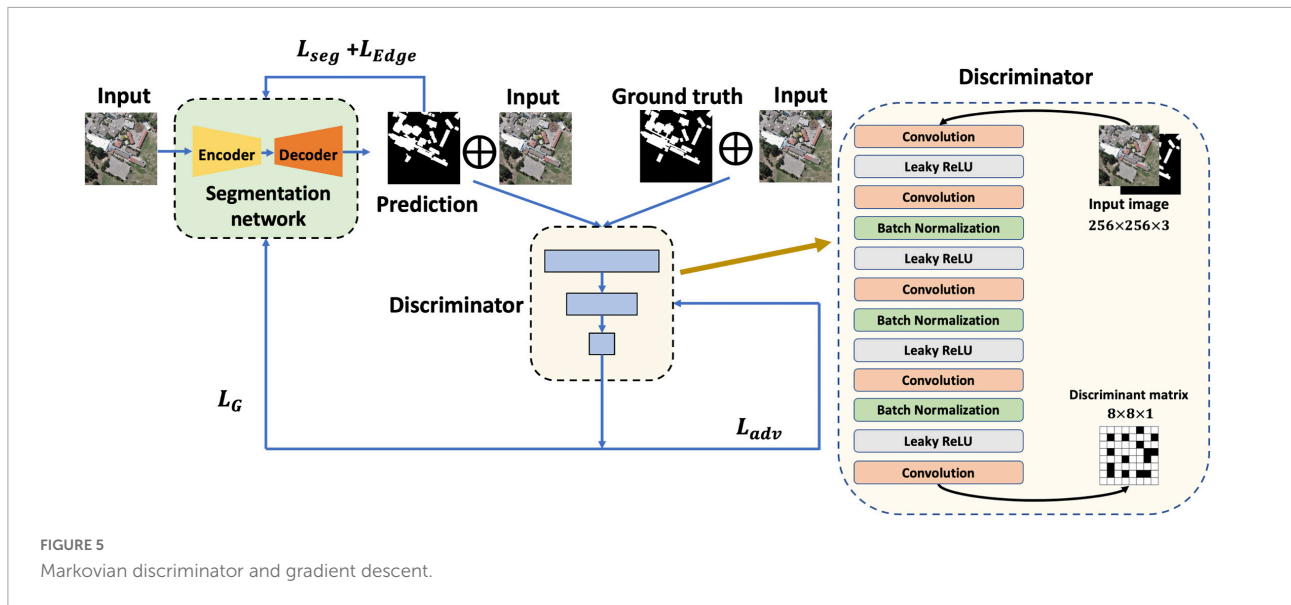 L_seg + L_Edge
Input
Input
Ground truth
Input
Encoder
Decoder
Segmentation
network
Prediction
Discriminator
L_G
L_adv
Discriminator
Convolution
Leaky ReLU
Convolution
Batch Normalization
Leaky ReLU
Convolution
Batch Normalization
Leaky ReLU
Convolution
Batch Normalization
Leaky ReLU
Convolution
Input image
256×256×3
Discriminant matrix
8×8×1
FIGURE 5
Markovian discriminator and gradient descent.